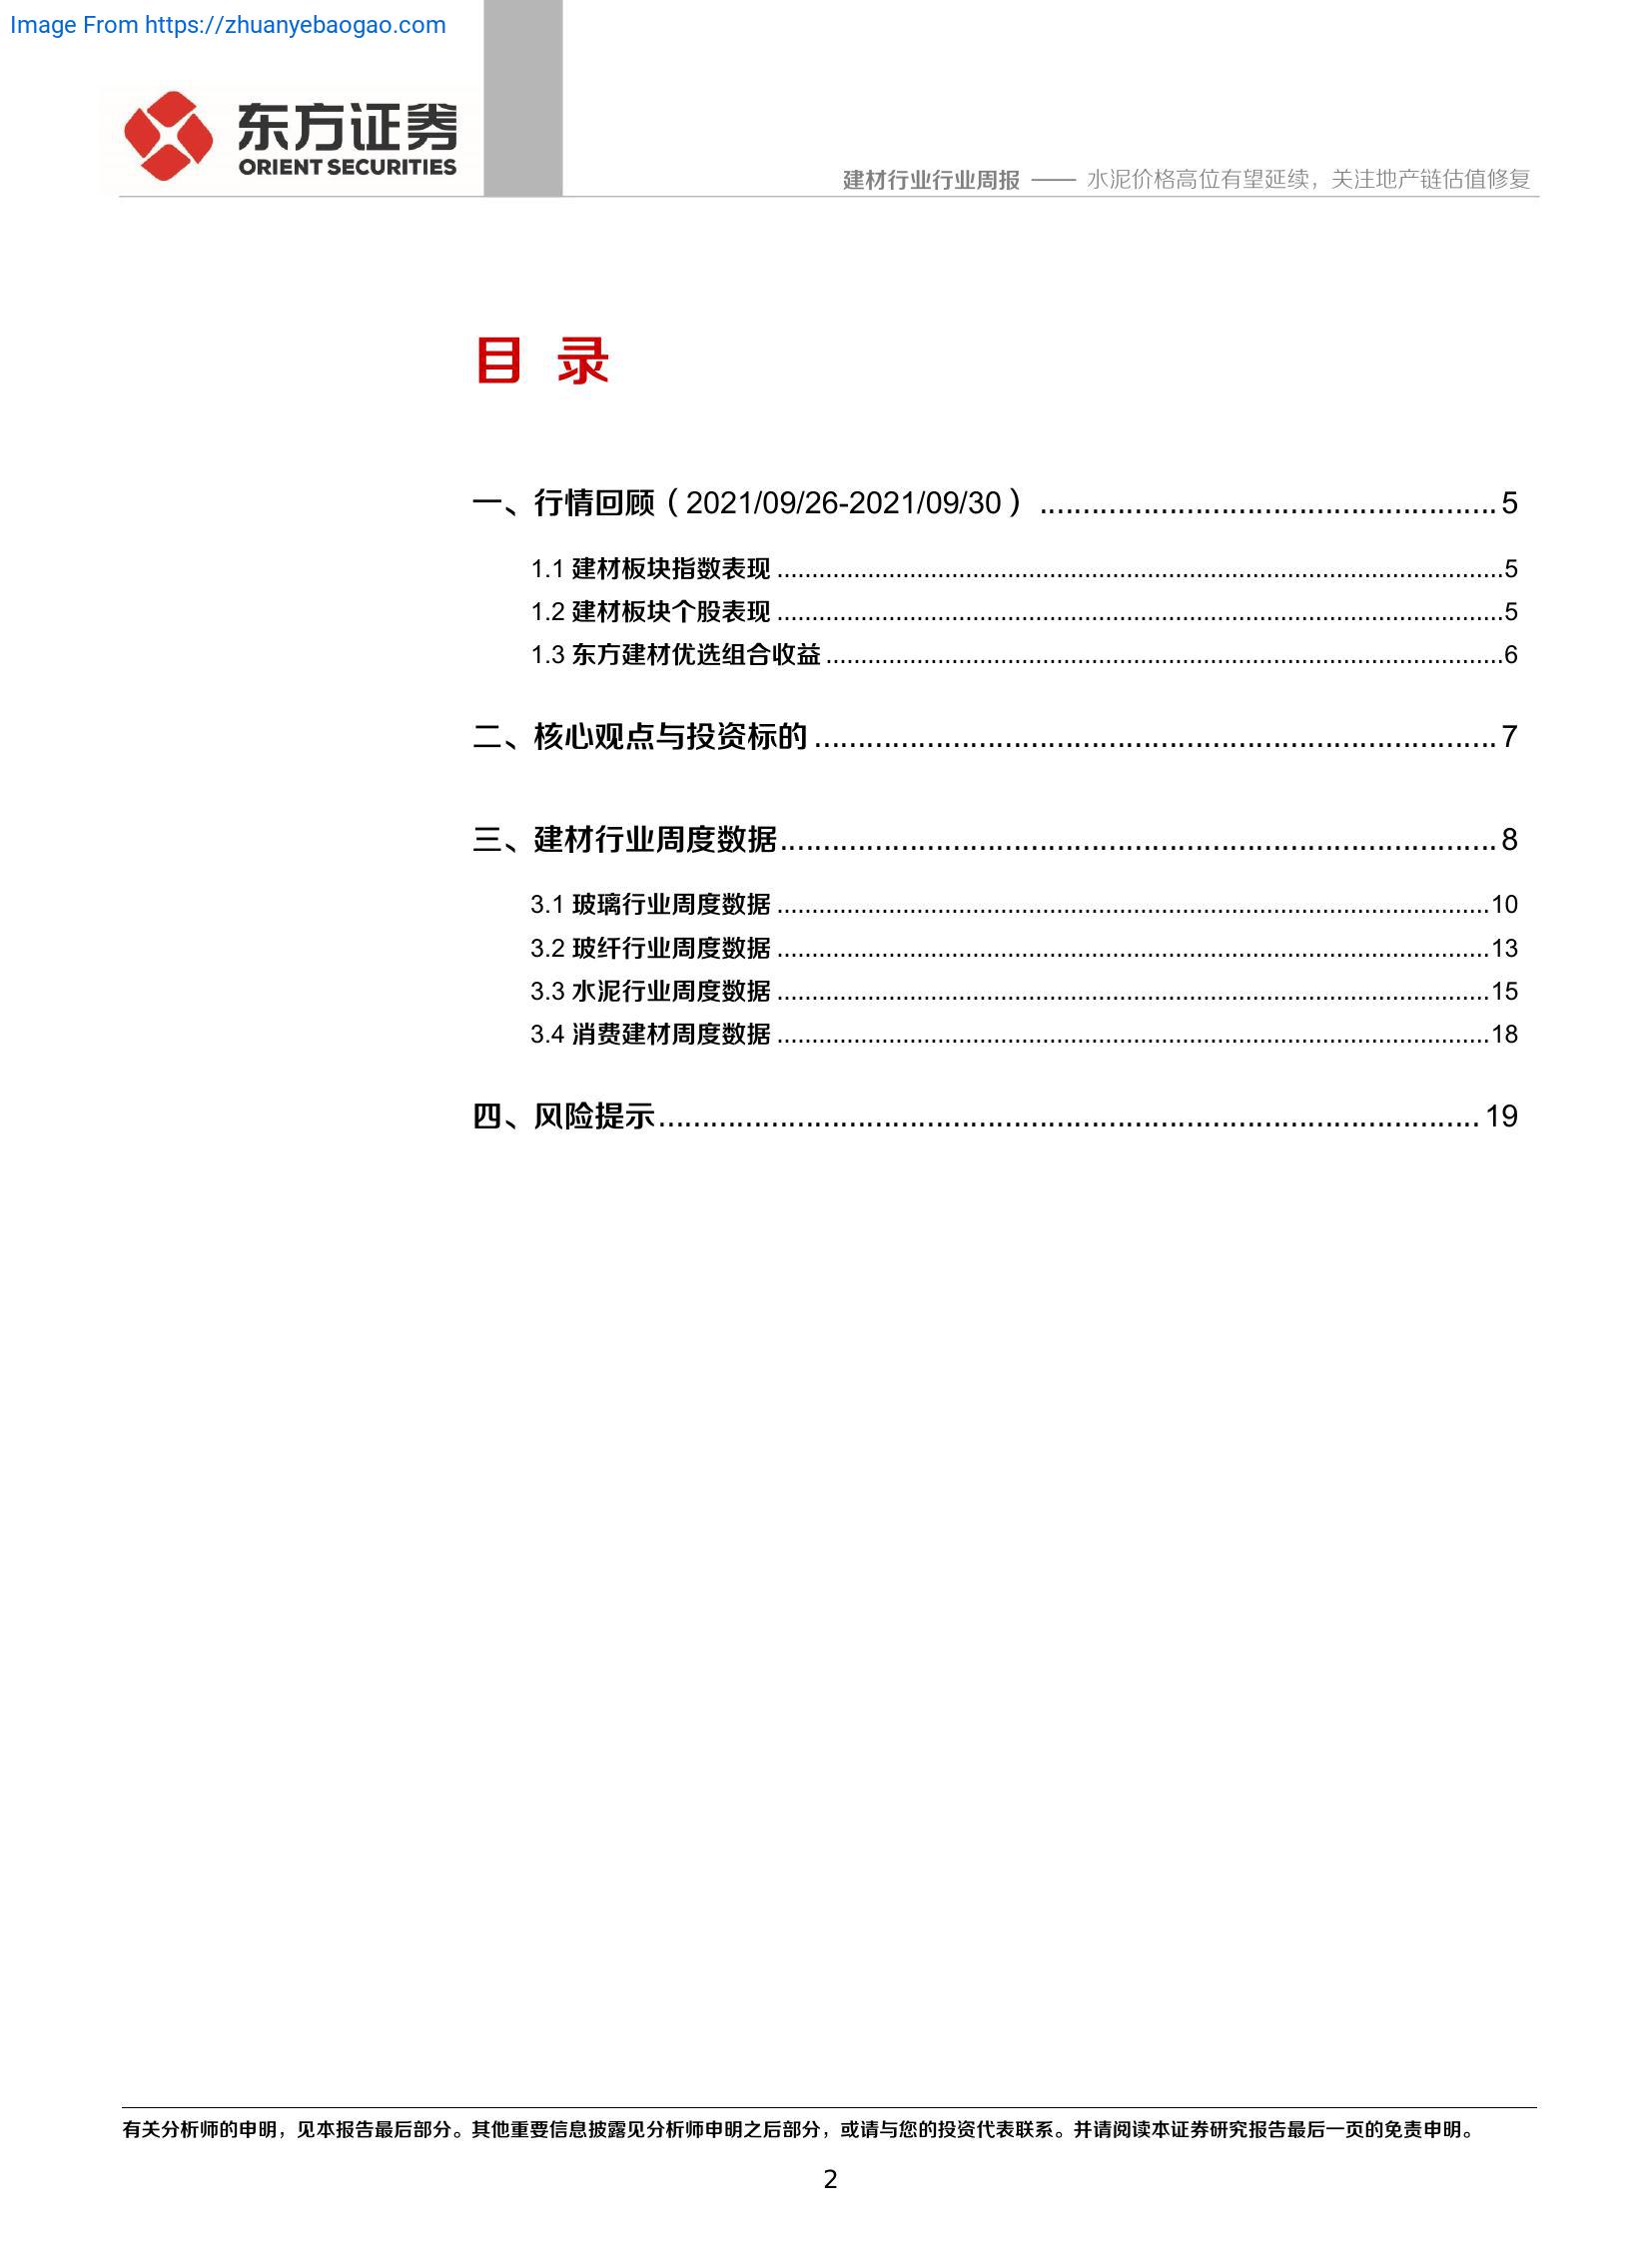 Image From https://zhuanyebaogao.com
东方证券
ORIENT SECURITIES
建材行业行业周报 —— 水泥价格高位有望延续，关注地产链估值修复
目 录
一、行情回顾（2021/09/26-2021/09/30） ..................................................... 5
1.1 建材板块指数表现 ........................................................................................................5
1.2 建材板块个股表现 ........................................................................................................5
1.3 东方建材优选组合收益 .................................................................................................6
二、核心观点与投资标的 ............................................................................... 7
三、建材行业周度数据................................................................................... 8
3.1 玻璃行业周度数据 ......................................................................................................10
3.2 玻纤行业周度数据 ......................................................................................................13
3.3 水泥行业周度数据 ......................................................................................................15
3.4 消费建材周度数据 ......................................................................................................18
四、风险提示............................................................................................... 19
有关分析师的申明，见本报告最后部分。其他重要信息披露见分析师申明之后部分，或请与您的投资代表联系。并请阅读本证券研究报告最后一页的免责申明。
2